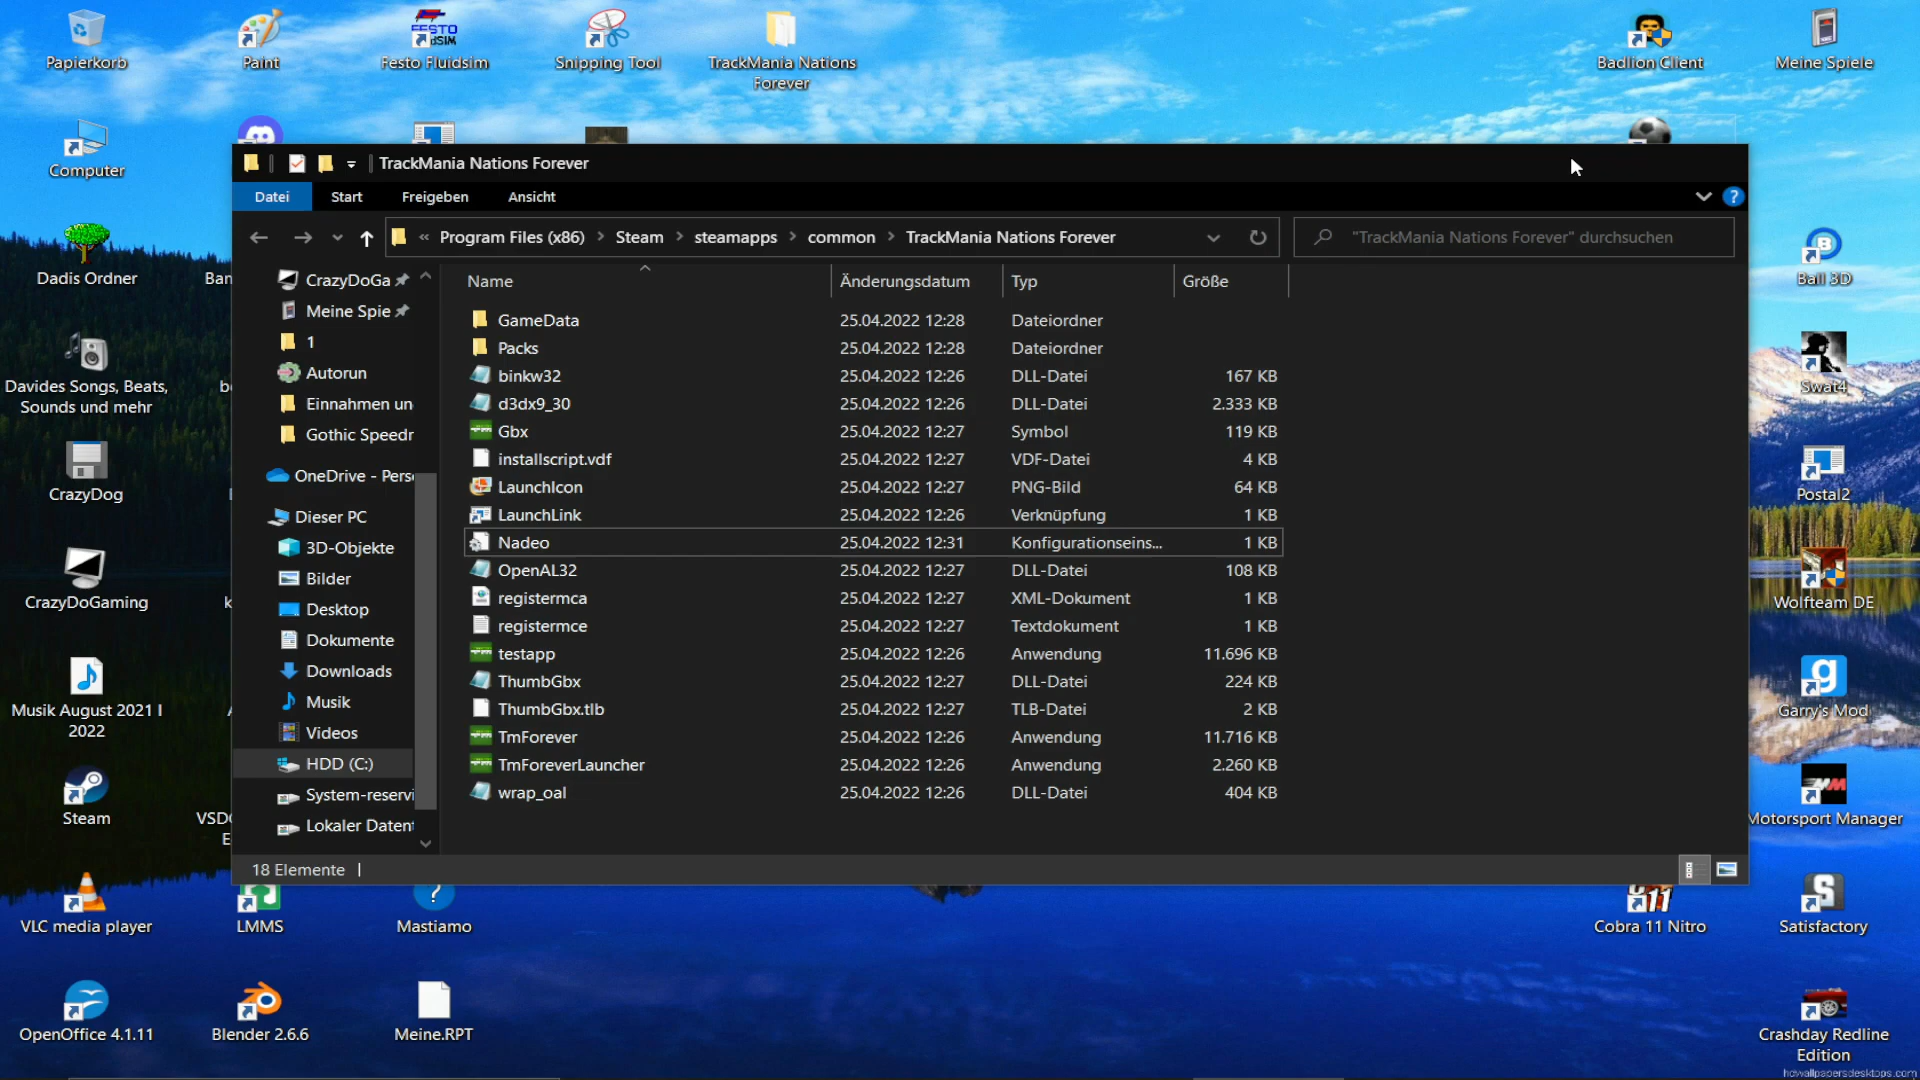 Papierkorb
Paint
FESTO
Festo Fluidsim
Snipping Tool
TrackMania Nations
Forever
Badlion Client
Meine Spiele
Computer
TrackMania Nations Forever
Datei
Start
Freigeben
Ansicht
?
« Program Files (x86) > Steam > steamapps > common > TrackMania Nations Forever
"TrackMania Nations Forever" durchsuchen
Dadis Ordner
Ban
Davides Songs, Beats,
Sounds und mehr
CrazyDog
CrazyDoGaming
k
Musik August 2021 I
2022
Steam
VSD
E
VLC media player
LMMS
Mastiamo
OpenOffice 4.1.11
Blender 2.6.6
Meine.RPT
CrazyDoGa
Meine Spie
1
Autorun
Einnahmen un
Gothic Speedr
OneDrive - Pers
Dieser PC
3D-Objekte
Bilder
Desktop
Dokumente
Downloads
Musik
Videos
HDD (C:)
System-reservi
Lokaler Datent
Name Änderungsdatum Typ Größe
GameData 25.04.2022 12:28 Dateiordner
Packs 25.04.2022 12:28 Dateiordner
binkw32 25.04.2022 12:26 DLL-Datei 167 KB
d3dx9_30 25.04.2022 12:26 DLL-Datei 2.333 KB
Gbx 25.04.2022 12:27 Symbol 119 KB
installscript.vdf 25.04.2022 12:27 VDF-Datei 4 KB
LaunchIcon 25.04.2022 12:27 PNG-Bild 64 KB
LaunchLink 25.04.2022 12:26 Verknüpfung 1 KB
Nadeo 25.04.2022 12:31 Konfigurationseins... 1 KB
OpenAL32 25.04.2022 12:27 DLL-Datei 108 KB
registermca 25.04.2022 12:27 XML-Dokument 1 KB
registermce 25.04.2022 12:27 Textdokument 1 KB
testapp 25.04.2022 12:26 Anwendung 11.696 KB
ThumbGbx 25.04.2022 12:27 DLL-Datei 224 KB
ThumbGbx.tlb 25.04.2022 12:27 TLB-Datei 2 KB
TmForever 25.04.2022 12:26 Anwendung 11.716 KB
TmForeverLauncher 25.04.2022 12:26 Anwendung 2.260 KB
wrap_oal 25.04.2022 12:26 DLL-Datei 404 KB
18 Elemente
Ball 3D
Swat4
Postal2
Wolfteam DE
Garry's Mod
Motorsport Manager
Cobra 11 Nitro
Satisfactory
Crashday Redline
Edition
hdwallpapersdesktops.com